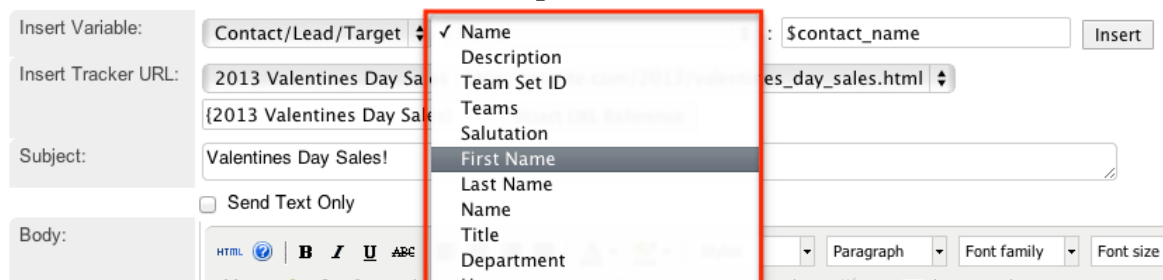 Insert Variable: Contact/Lead/Target ✓ Name : $contact_name Insert
Description
Insert Tracker URL: 2013 Valentines Day Sa es_day_sales.html
Team Set ID
Teams
{2013 Valentines Day Sale
Salutation
Subject: Valentines Day Sales!
First Name
Last Name
Send Text Only
Name
Body:
Title
HTML B I U ABC Paragraph Font family Font size
Department